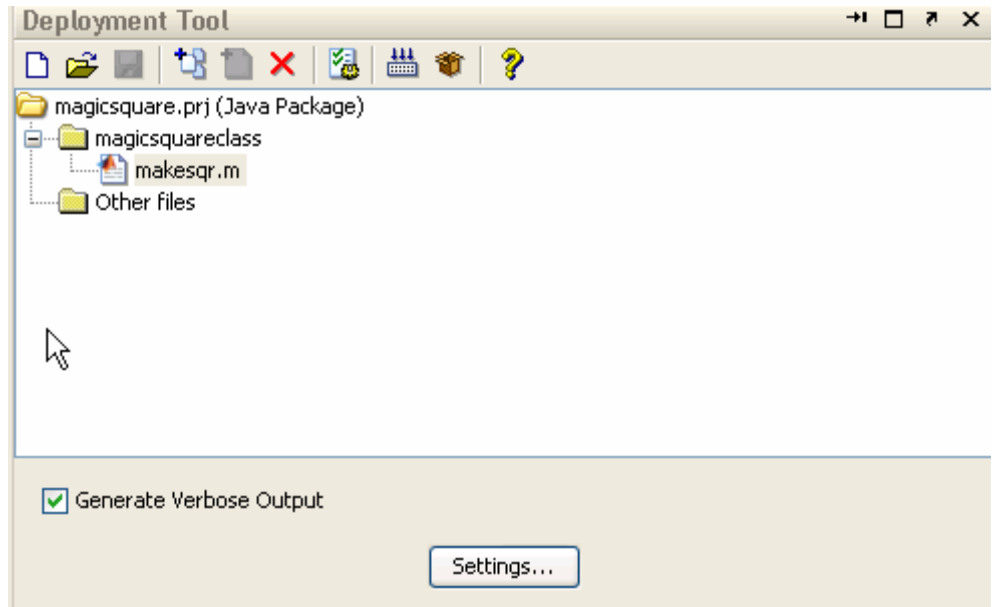 Deployment Tool
magicsquare.prj (Java Package)
magicsquareclass
makesqr.m
Other files
Generate Verbose Output
Settings...